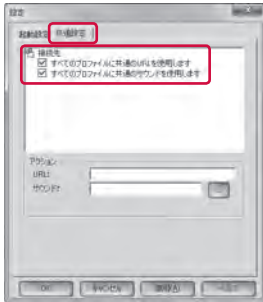 設定
起動設定 共通設定
接続先
すべてのプロファイルに共通のURLを使用します
すべてのプロファイルに共通のサウンドを使用します
アクション
URL:
サウンド:
OK キャンセル 適用(A) ヘルプ